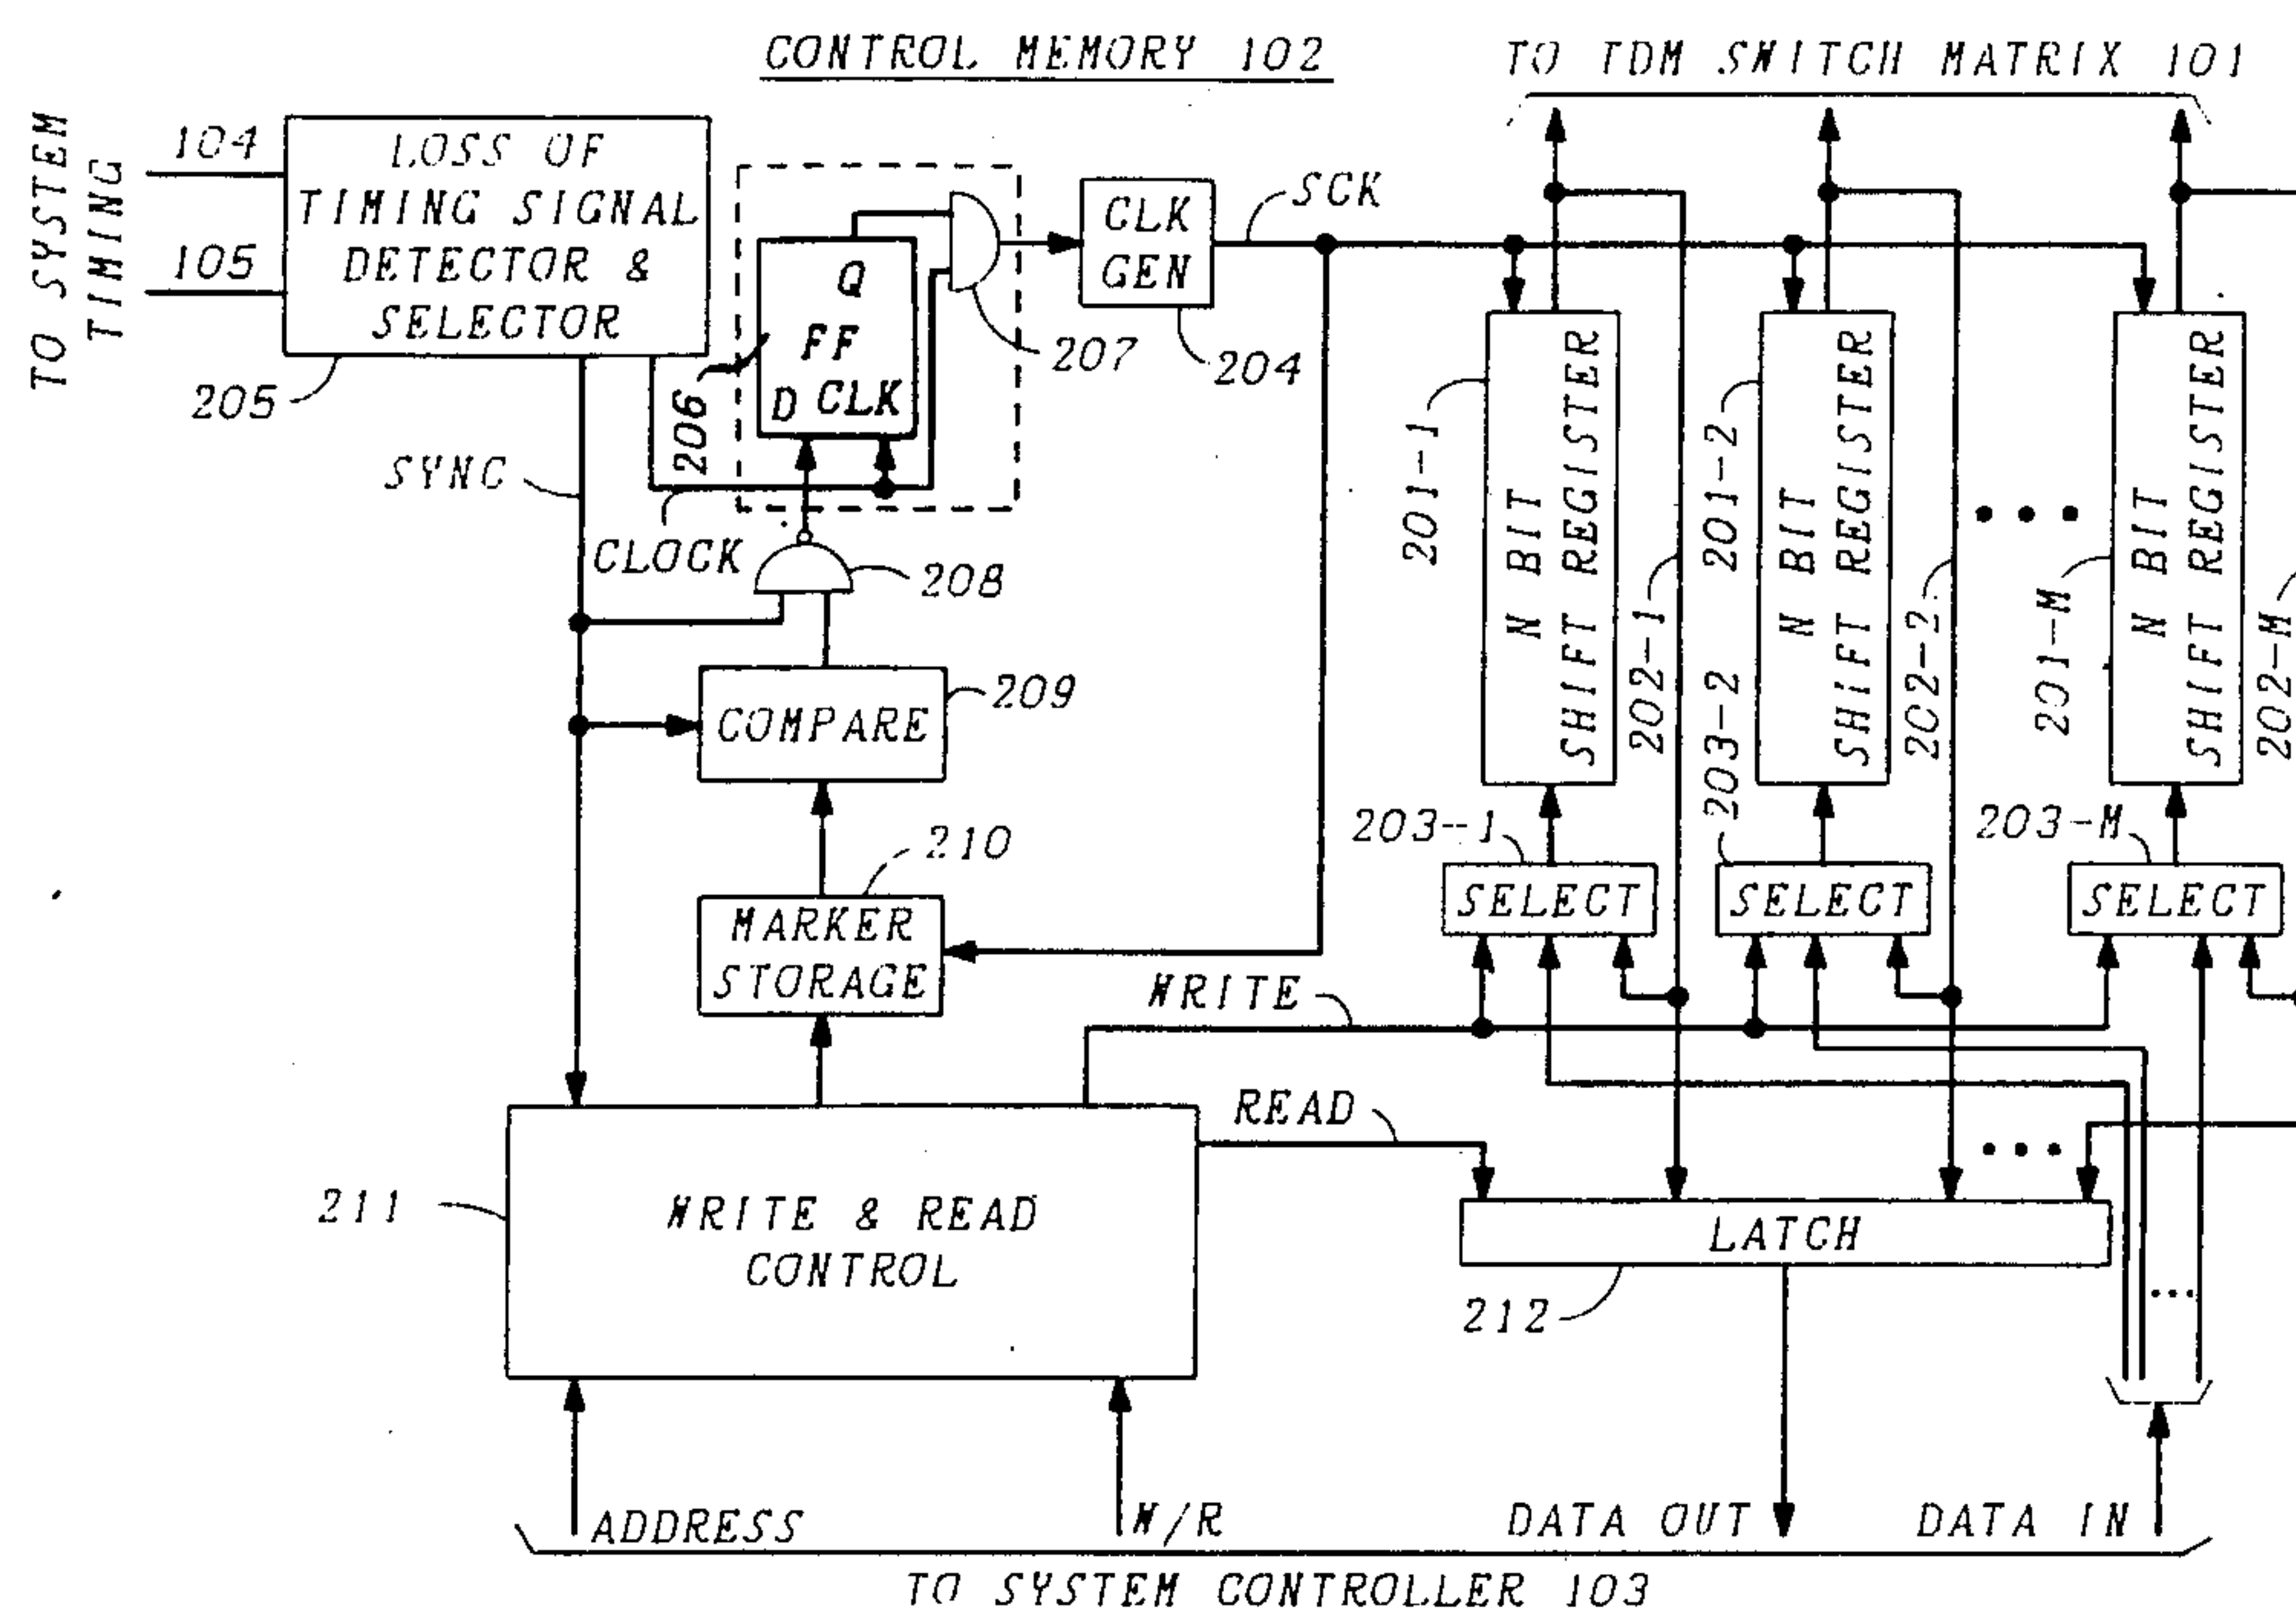 CONTROL MEMORY 102
TO TDM SWITCH MATRIX 101
TO SYSTEM
TIMING
104
105
LOSS OF
TIMING SIGNAL
DETECTOR &
SELECTOR
205
Q
FF
D CLK
206
207
CLK
GEN
204
SCK
SYNC
CLOCK
208
COMPARE
209
210
MARKER
STORAGE
N BIT
SHIFT REGISTER
201-1
202-1
N BIT
SHIFT REGISTER
201-2
202-2
N BIT
SHIFT REGISTER
201-M
202-M
203-1
203-2
203-M
SELECT
SELECT
SELECT
WRITE
READ
211
WRITE & READ
CONTROL
LATCH
212
ADDRESS
W/R
DATA OUT
DATA IN
TO SYSTEM CONTROLLER 103